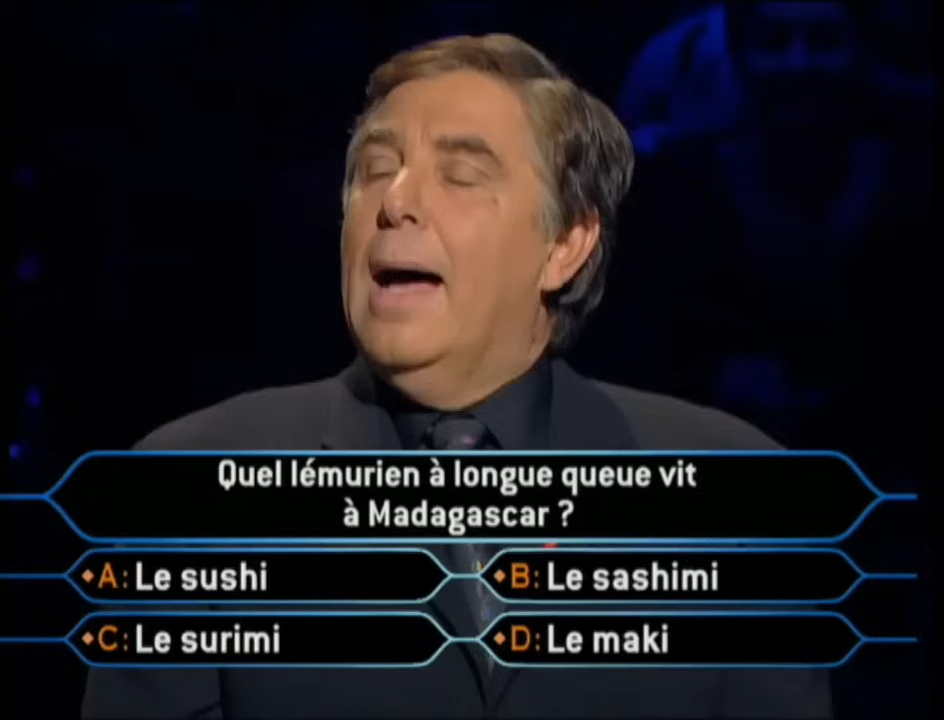 Quel lémurien à longue queue vit
à Madagascar ?
A: Le sushi
B: Le sashimi
C: Le surimi
D: Le maki